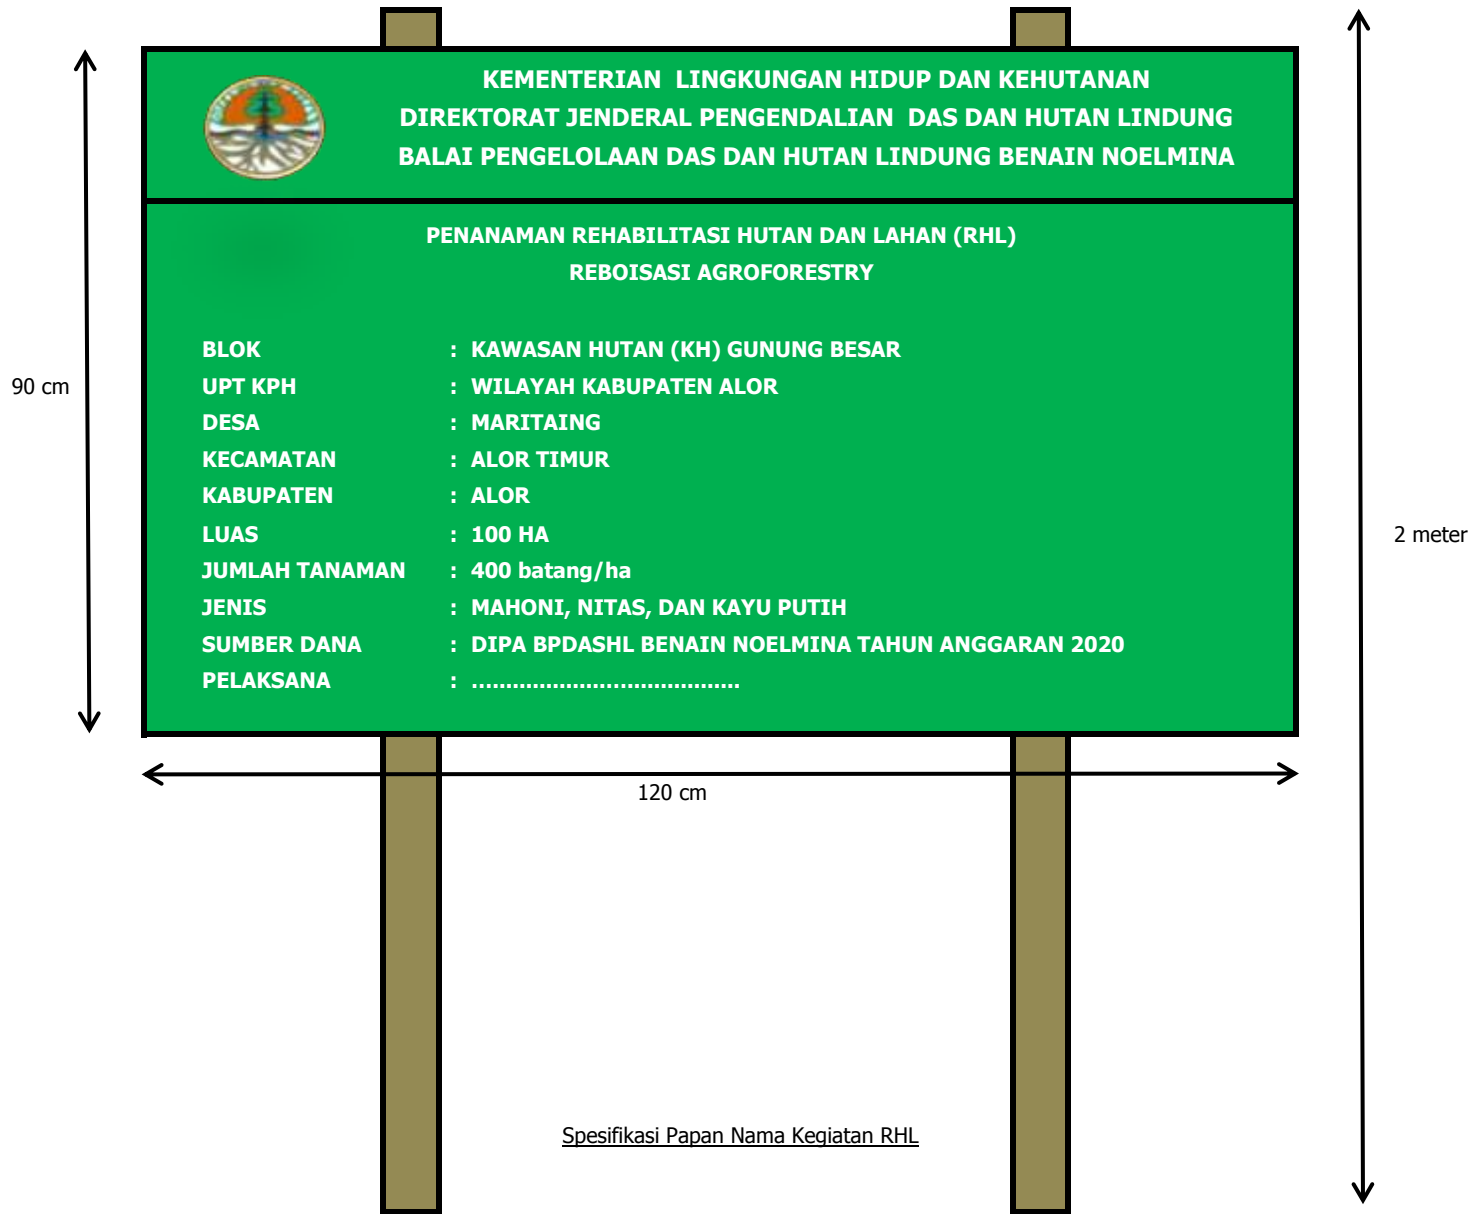 KEMENTERIAN LINGKUNGAN HIDUP DAN KEHUTANAN
DIREKTORAT JENDERAL PENGENDALIAN DAS DAN HUTAN LINDUNG
BALAI PENGELOLAAN DAS DAN HUTAN LINDUNG BENAIN NOELMINA
PENANAMAN REHABILITASI HUTAN DAN LAHAN (RHL)
REBOISASI AGROFORESTRY
BLOK : KAWASAN HUTAN (KH) GUNUNG BESAR
UPT KPH : WILAYAH KABUPATEN ALOR
DESA : MARITAING
KECAMATAN : ALOR TIMUR
KABUPATEN : ALOR
LUAS : 100 HA
JUMLAH TANAMAN : 400 batang/ha
JENIS : MAHONI, NITAS, DAN KAYU PUTIH
SUMBER DANA : DIPA BPDASHL BENAIN NOELMINA TAHUN ANGGARAN 2020
PELAKSANA : ........................................
90 cm
2 meter
120 cm
Spesifikasi Papan Nama Kegiatan RHL